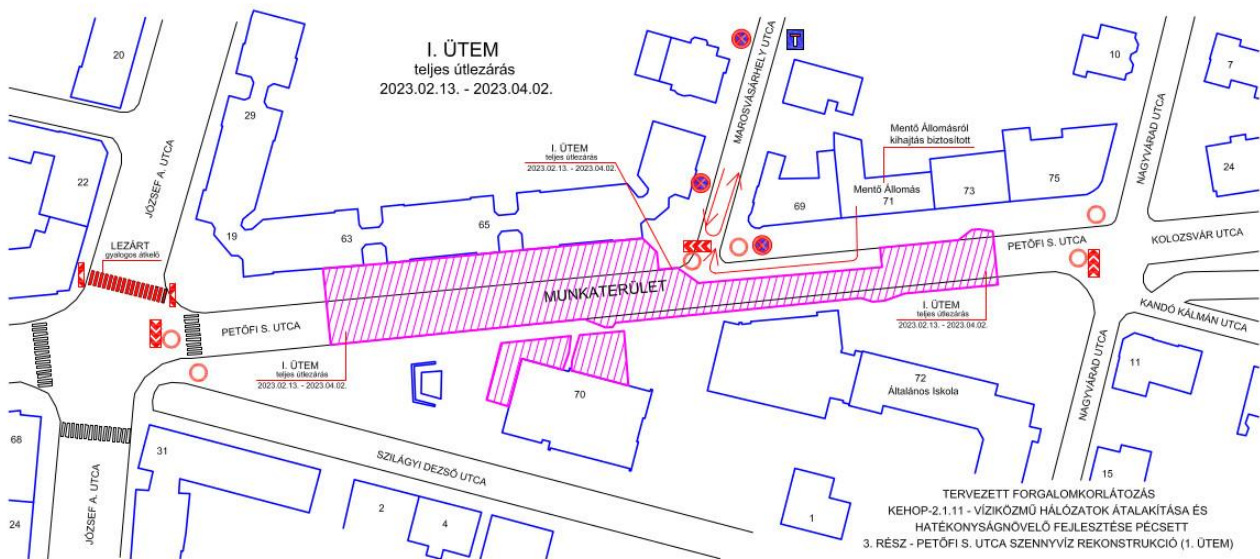 I. ÜTEM
teljes útlezárás
2023.02.13. - 2023.04.02.
20
29
22
JÓZSEF A. UTCA
LEZÁRT
gyalogos átkelő
19
63
65
I. ÜTEM
teljes útlezárás
2023.02.13. - 2023.04.02.
MAROSVÁSÁRHELY UTCA
Mentő Állomásról
kihajtás biztosított
69
Mentő Állomás
71
73
75
10
7
24
NAGYVÁRAD UTCA
PETŐFI S. UTCA
KOLOZSVÁR UTCA
KANDÓ KÁLMÁN UTCA
MUNKATERÜLET
PETŐFI S. UTCA
I. ÜTEM
teljes útlezárás
2023.02.13. - 2023.04.02.
I. ÜTEM
teljes útlezárás
2023.02.13. - 2023.04.02.
70
72
Általános Iskola
NAGYVÁRAD UTCA
11
15
68
31
24
JÓZSEF A. UTCA
SZILÁGYI DEZSŐ UTCA
2
4
1
TERVEZETT FORGALOMKORLÁTOZÁS
KEHOP-2.1.11 - VÍZIKÖZMŰ HÁLÓZATOK ÁTALAKÍTÁSA ÉS
HATÉKONYSÁGNÖVELŐ FEJLESZTÉSE PÉCSETT
3. RÉSZ - PETŐFI S. UTCA SZENNYVÍZ REKONSTRUKCIÓ (1. ÜTEM)